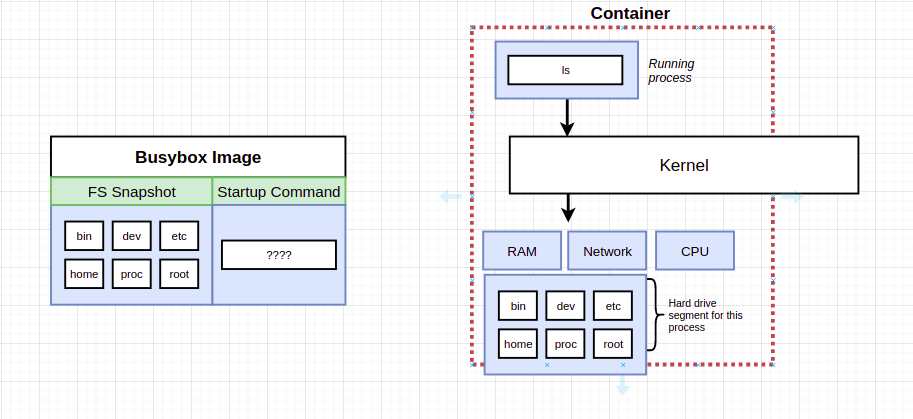 Container
ls
Running
process
Kernel
Busybox Image
FS Snapshot
Startup Command
bin
dev
etc
home
proc
root
????
RAM
Network
CPU
bin
dev
etc
home
proc
root
Hard drive
segment for this
process